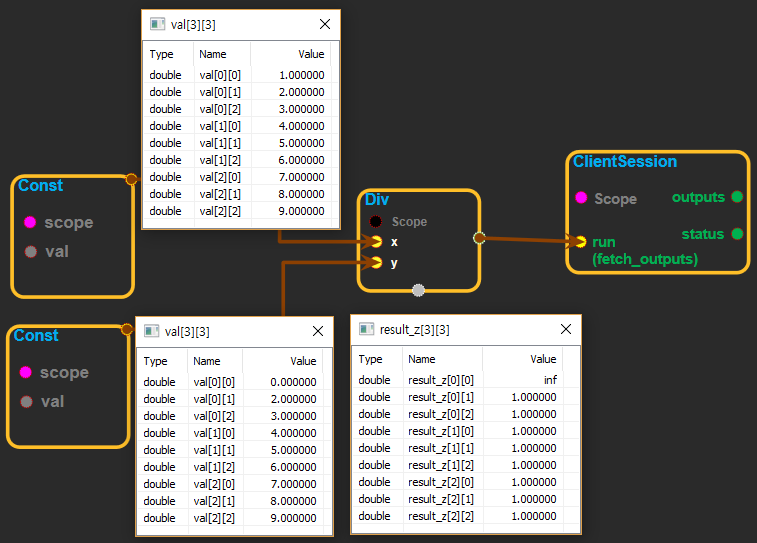 val[3][3]
Type Name Value
double val[0][0] 1.000000
double val[0][1] 2.000000
double val[0][2] 3.000000
double val[1][0] 4.000000
double val[1][1] 5.000000
double val[1][2] 6.000000
double val[2][0] 7.000000
double val[2][1] 8.000000
double val[2][2] 9.000000
Const
scope
val
Div
Scope
x
y
ClientSession
Scope
outputs
status
run
(fetch_outputs)
Const
scope
val
val[3][3]
Type Name Value
double val[0][0] 0.000000
double val[0][1] 2.000000
double val[0][2] 3.000000
double val[1][0] 4.000000
double val[1][1] 5.000000
double val[1][2] 6.000000
double val[2][0] 7.000000
double val[2][1] 8.000000
double val[2][2] 9.000000
result_z[3][3]
Type Name Value
double result_z[0][0] inf
double result_z[0][1] 1.000000
double result_z[0][2] 1.000000
double result_z[1][0] 1.000000
double result_z[1][1] 1.000000
double result_z[1][2] 1.000000
double result_z[2][0] 1.000000
double result_z[2][1] 1.000000
double result_z[2][2] 1.000000